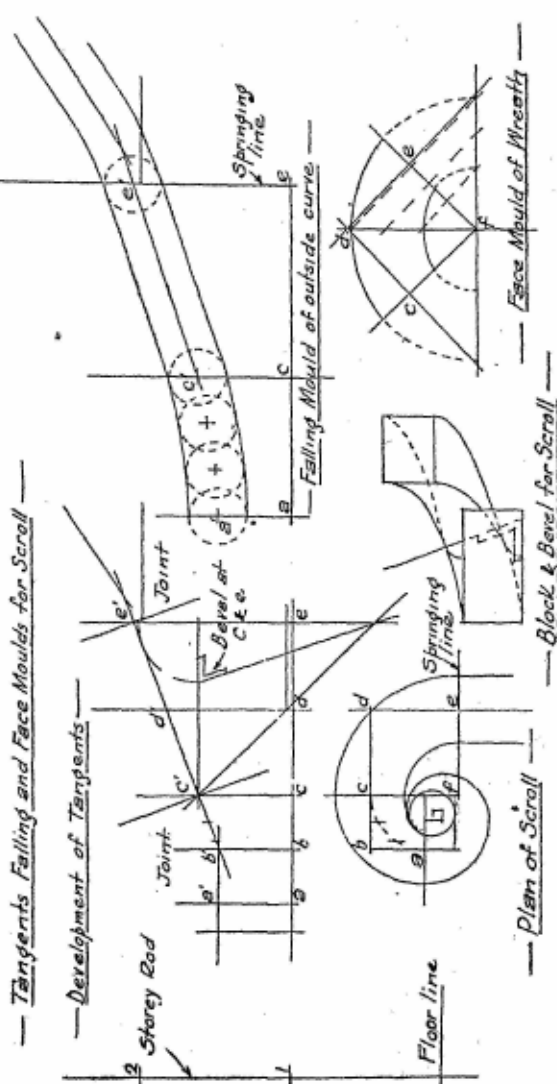 Tangents Falling and Face Moulds for Scroll
Development of Tangents
Storey Rod
2
1
Floor line
Joint
Joint
a' b' c' d' e'
Bevel at
C & e
a b c d e
Plan of Scroll
a b c d e f
Springing
line
Block & Bevel for Scroll
Falling Mould of outside curve
a' c' e'
a c e
Springing
line
Face Mould of Wreath
c d e f